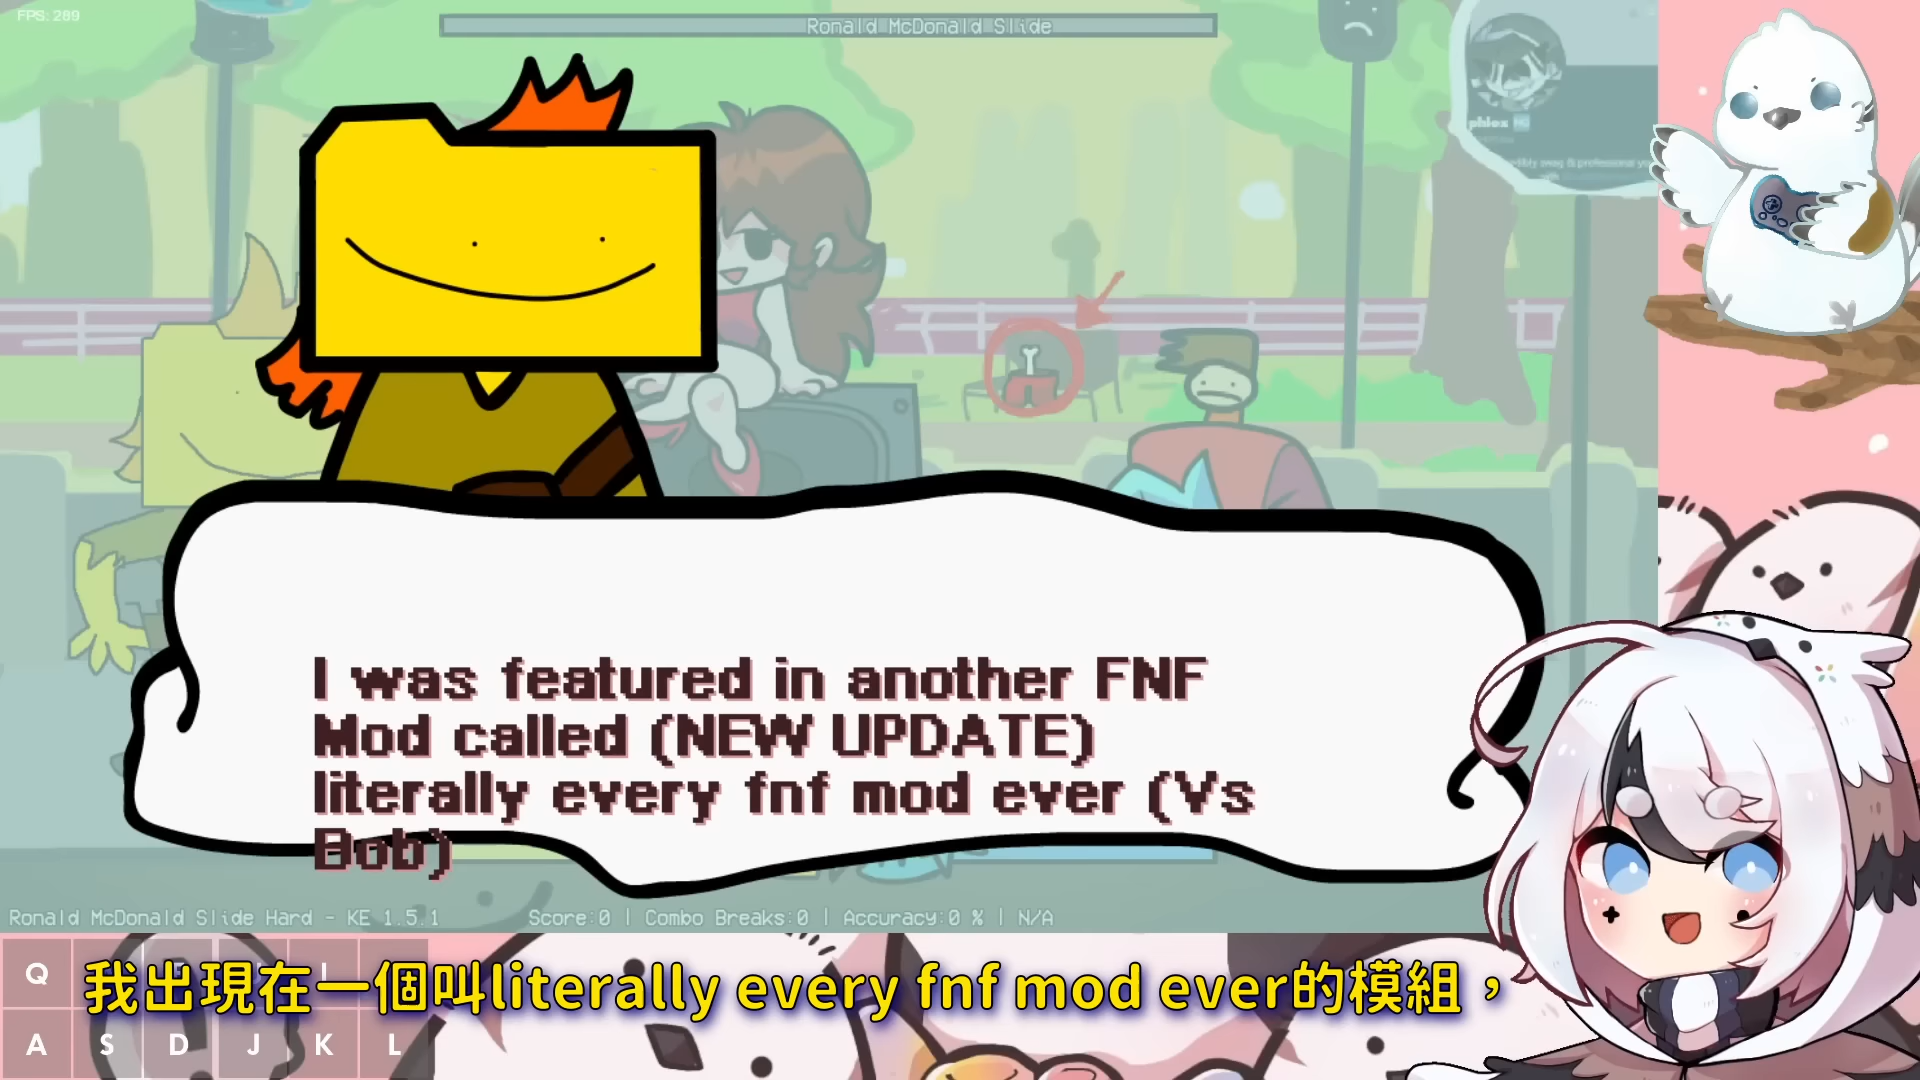 FPS: 289
Ronald McDonald Slide
phlox
I was featured in another FNF
Mod called (NEW UPDATE)
literally every fnf mod ever (Vs
Bob)
Ronald McDonald Slide Hard - KE 1.5.1 Score:0 | Combo Breaks:0 | Accuracy:0 % | N/A
Q
我出現在一個叫literally every fnf mod ever的模組，
A S D J K L